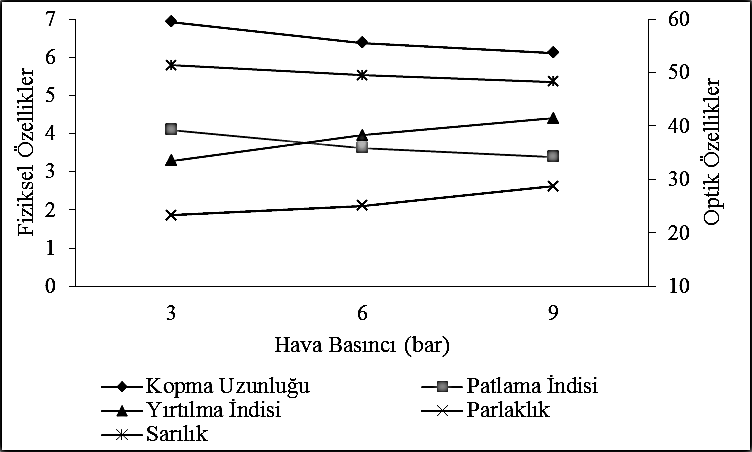 7
6
5
4
3
2
1
0
Fiziksel Özellikler
60
50
40
30
20
10
Optik Özellikler
3 6 9
Hava Basıncı (bar)
Kopma Uzunluğu Patlama İndisi
Yırtılma İndisi Parlaklık
Sarılık